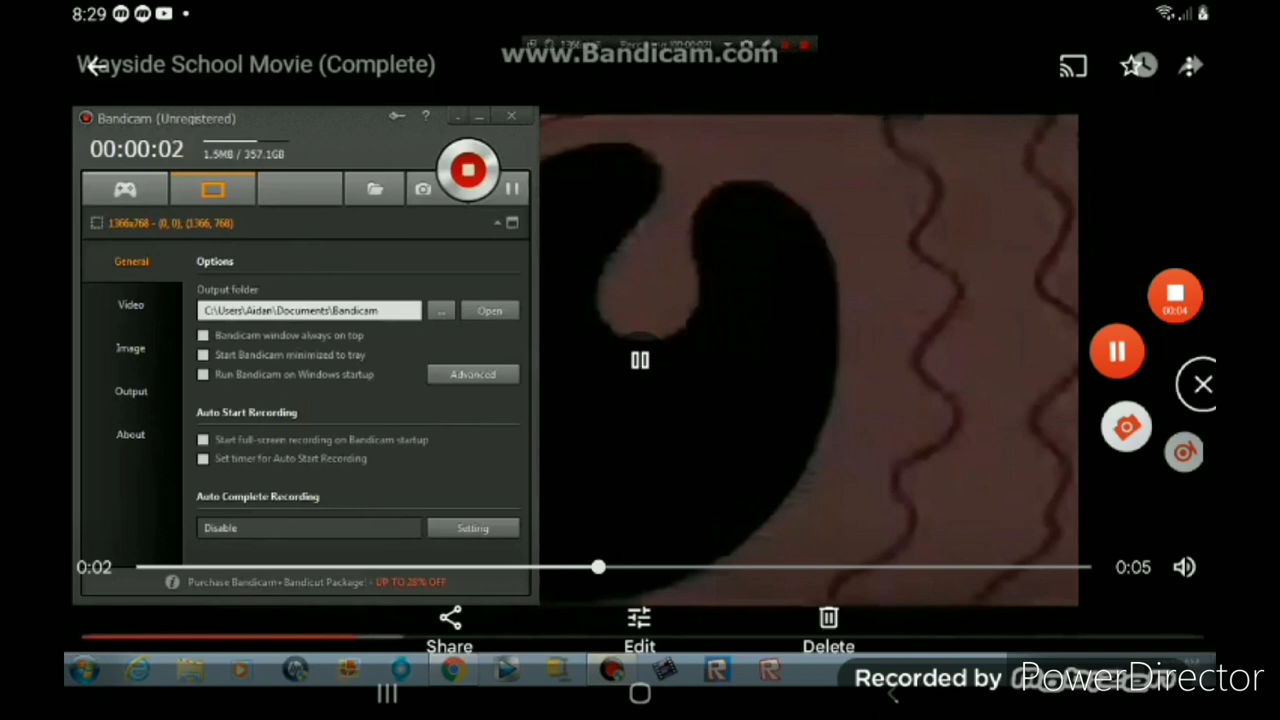 8:29
www.Bandicam.com
Wayside School Movie (Complete)
Bandicam (Unregistered)
?
00:00:02
1.5MB / 357.1GB
1366x768 - (0, 0), (1366, 768)
General
Options
Output folder
Video
C:\Users\Aidan\Documents\Bandicam
...
Open
00:04
Bandicam window always on top
Image
Start Bandicam minimized to tray
Run Bandicam on Windows startup
Advanced
Output
Auto Start Recording
About
Start full-screen recording on Bandicam startup
Set timer for Auto Start Recording
Auto Complete Recording
Disable
Setting
0:02
0:05
Purchase Bandicam+Bandicut Package! - UP TO 28% OFF
Share
Edit
Delete
Recorded by
PowerDirector